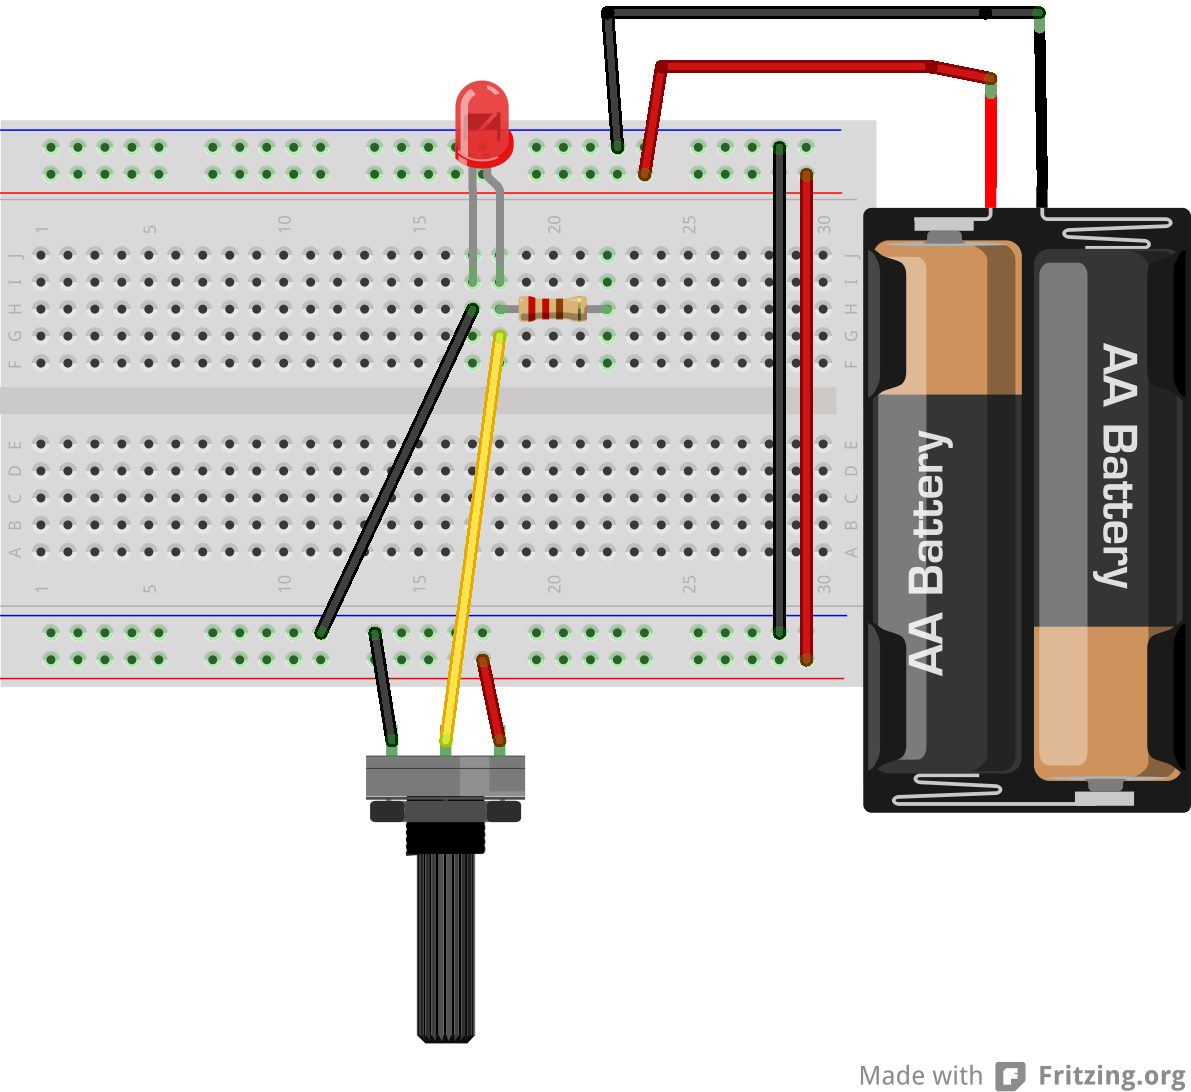 1 5 10 15 20 25 30
J J
I I
H H
G G
F F
AA Battery
AA Battery
E E
D D
C C
B B
A A
1 5 10 15 20 25 30
Made with Fritzing.org